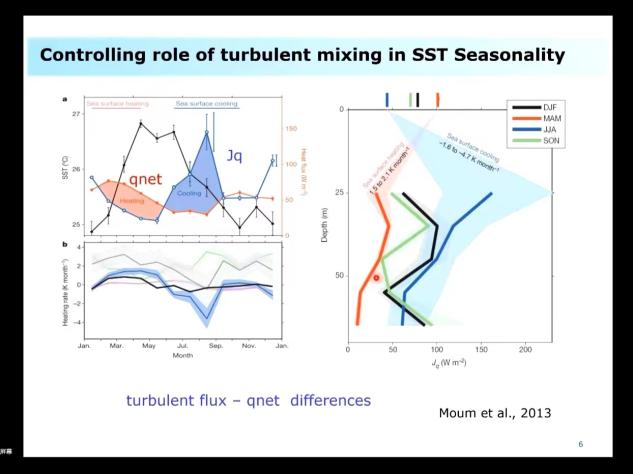 Controlling role of turbulent mixing in SST Seasonality
a
Sea surface heating
Sea surface cooling
27
26
25
SST (°C)
150
100
50
0
Heat flux (W m⁻²)
qnet
Jq
Heating
Cooling
b
4
2
0
−2
−4
Heating rate (K month⁻¹)
Jan.
Mar.
May
Jul.
Sep.
Nov.
Jan.
Month
DJF
MAM
JJA
SON
Sea surface heating
1.5 to 2.1 K month⁻¹
Sea surface cooling
−1.6 to −4.7 K month⁻¹
0
25
50
Depth (m)
0
50
100
150
200
Jq (W m⁻²)
turbulent flux – qnet differences
Moum et al., 2013
6
屏幕